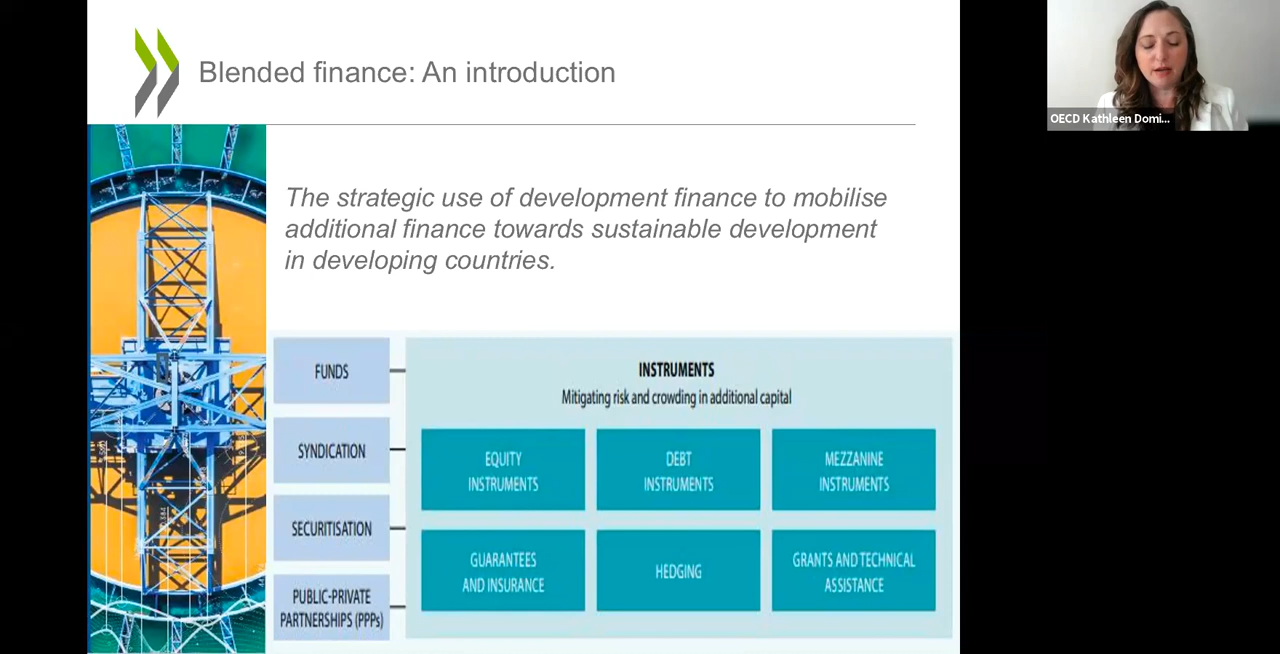 Blended finance: An introduction
OECD Kathleen Domi...
The strategic use of development finance to mobilise
additional finance towards sustainable development
in developing countries.
FUNDS
SYNDICATION
SECURITISATION
PUBLIC-PRIVATE
PARTNERSHIPS (PPPs)
INSTRUMENTS
Mitigating risk and crowding in additional capital
EQUITY
INSTRUMENTS
DEBT
INSTRUMENTS
MEZZANINE
INSTRUMENTS
GUARANTEES
AND INSURANCE
HEDGING
GRANTS AND TECHNICAL
ASSISTANCE